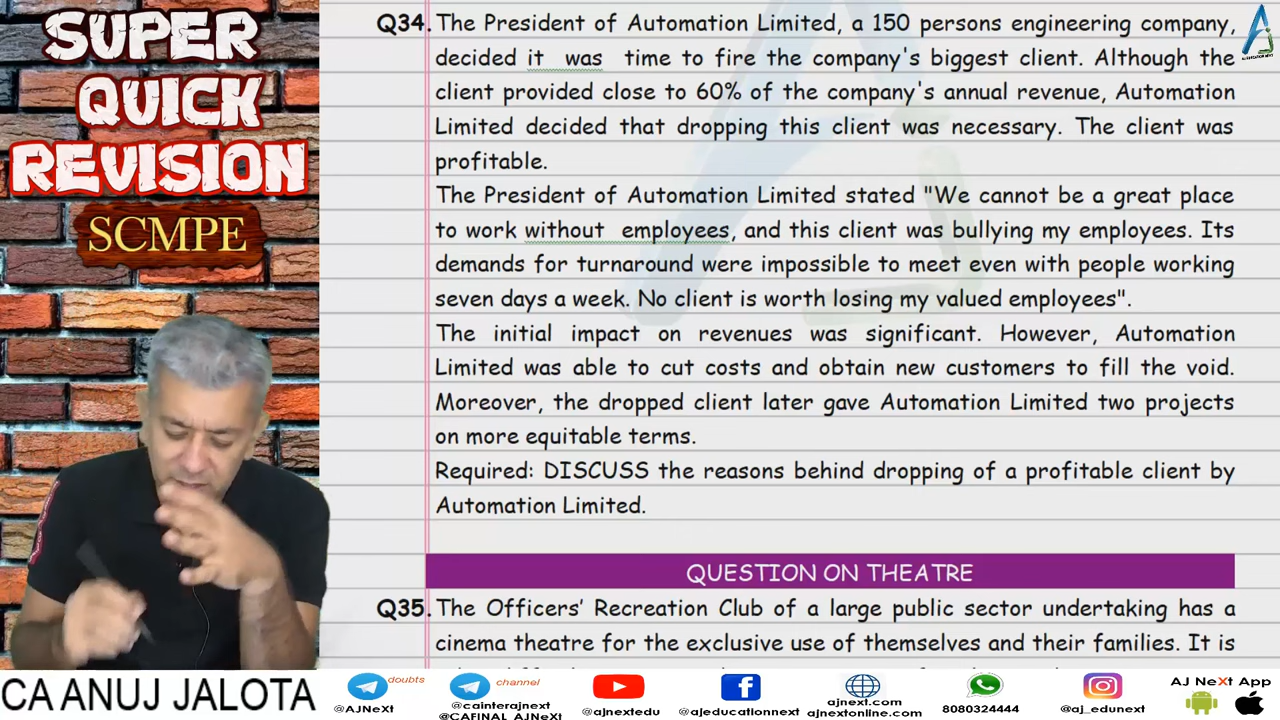 SUPER
QUICK
REVISION
SCMPE
Q34. The President of Automation Limited, a 150 persons engineering company,
decided it was time to fire the company's biggest client. Although the
client provided close to 60% of the company's annual revenue, Automation
Limited decided that dropping this client was necessary. The client was
profitable.
The President of Automation Limited stated "We cannot be a great place
to work without employees, and this client was bullying my employees. Its
demands for turnaround were impossible to meet even with people working
seven days a week. No client is worth losing my valued employees".
The initial impact on revenues was significant. However, Automation
Limited was able to cut costs and obtain new customers to fill the void.
Moreover, the dropped client later gave Automation Limited two projects
on more equitable terms.
Required: DISCUSS the reasons behind dropping of a profitable client by
Automation Limited.
QUESTION ON THEATRE
Q35. The Officers' Recreation Club of a large public sector undertaking has a
cinema theatre for the exclusive use of themselves and their families. It is
CA ANUJ JALOTA
doubts
@AJNeXt
channel
@cainterajnext
@CAFINAL_AJNeXt
@ajnextedu
@ajeducationnext
ajnext.com
ajnextonline.com
8080324444
@aj_edunext
AJ NeXt App